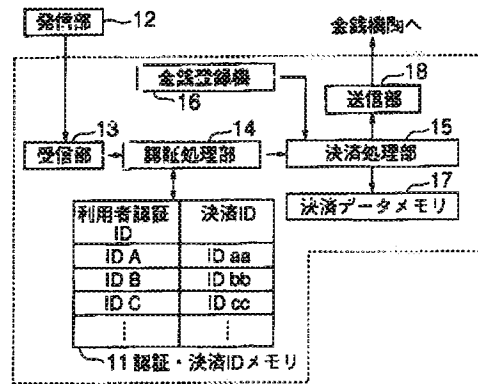 発信部 12
金銭機関へ
金銭登録機
16
18
送信部
13
受信部
14
認証処理部
15
決済処理部
17
決済データメモリ
利用者認証ID 決済ID
ID A ID aa
ID B ID bb
ID C ID cc
⋮ ⋮
11 認証・決済IDメモリ